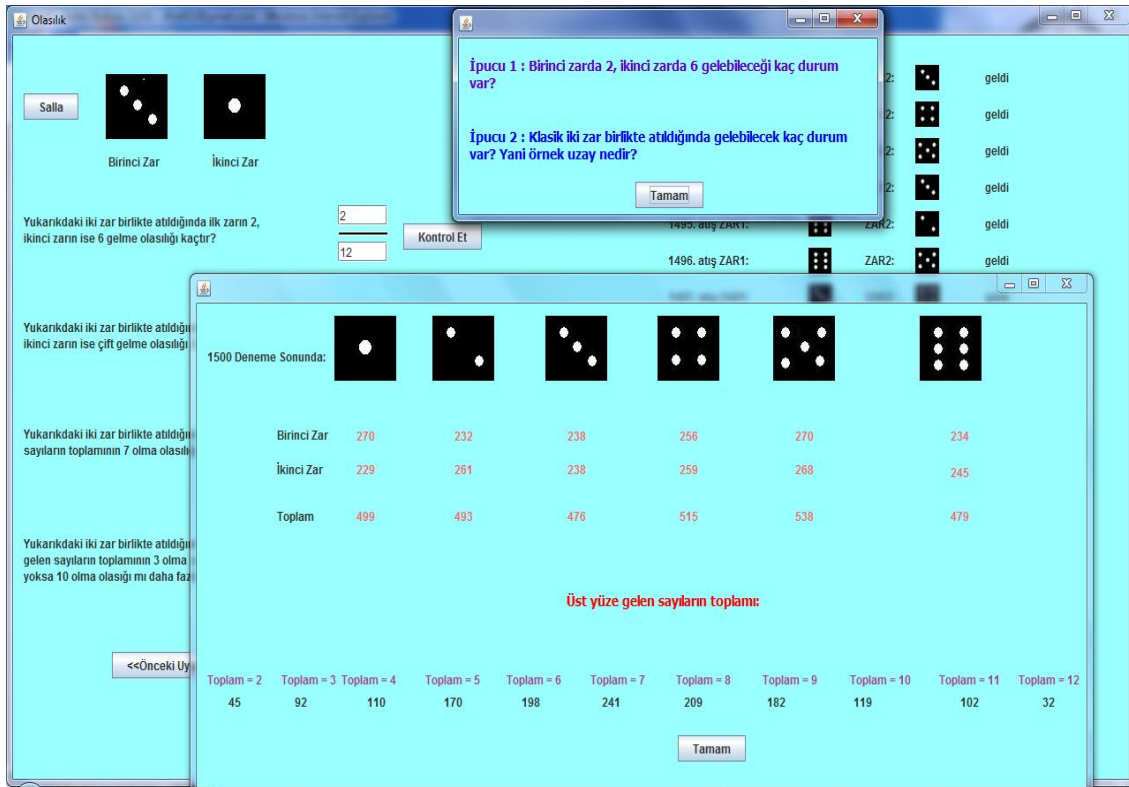 Olasılık
İpucu 1 : Birinci zarda 2, ikinci zarda 6 gelebileceği kaç durum
var?
İpucu 2 : Klasik iki zar birlikte atıldığında gelebilecek kaç durum
var? Yani örnek uzay nedir?
Tamam
Salla
Birinci Zar İkinci Zar
2: geldi
2: geldi
2: geldi
2: geldi
1495. atış ZAR1: ZAR2: geldi
1496. atış ZAR1: ZAR2: geldi
Yukarıkdaki iki zar birlikte atıldığında ilk zarın 2,
ikinci zarın ise 6 gelme olasılığı kaçtır?
2
12
Kontrol Et
Yukarıkdaki iki zar birlikte atıldığın
ikinci zarın ise çift gelme olasılığı
Yukarıkdaki iki zar birlikte atıldığın
sayıların toplamının 7 olma olasılı
Yukarıkdaki iki zar birlikte atıldığın
gelen sayıların toplamının 3 olma
yoksa 10 olma olasığı mı daha faz
<<Önceki Uy
1500 Deneme Sonunda:
Birinci Zar 270 232 238 256 270 234
İkinci Zar 229 261 238 259 268 245
Toplam 499 493 476 515 538 479
Üst yüze gelen sayıların toplamı:
Toplam = 2 Toplam = 3 Toplam = 4 Toplam = 5 Toplam = 6 Toplam = 7 Toplam = 8 Toplam = 9 Toplam = 10 Toplam = 11 Toplam = 12
45 92 110 170 198 241 209 182 119 102 32
Tamam